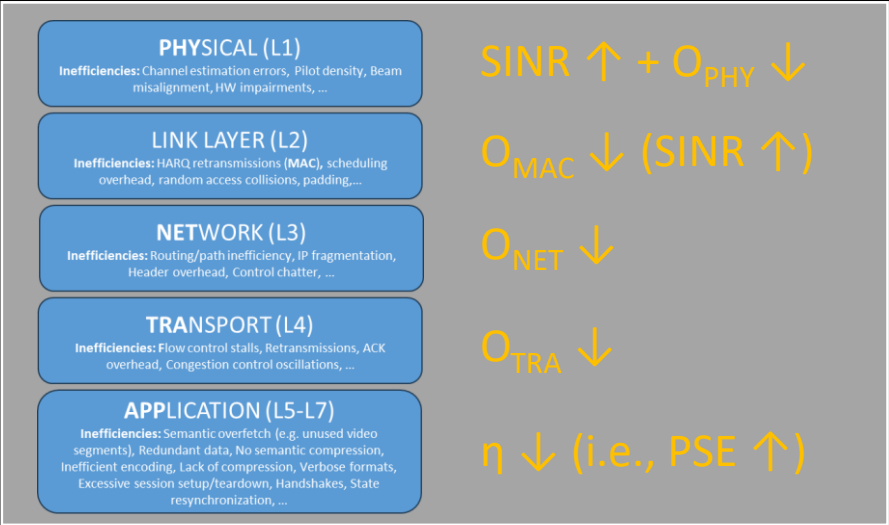 PHYSICAL (L1)
Inefficiencies: Channel estimation errors, Pilot density, Beam
misalignment, HW impairments, ...
SINR ↑ + O_PHY ↓
LINK LAYER (L2)
Inefficiencies: HARQ retransmissions (MAC), scheduling
overhead, random access collisions, padding,...
O_MAC ↓ (SINR ↑)
NETWORK (L3)
Inefficiencies: Routing/path inefficiency, IP fragmentation,
Header overhead, Control chatter, ...
O_NET ↓
TRANSPORT (L4)
Inefficiencies: Flow control stalls, Retransmissions, ACK
overhead, Congestion control oscillations, ...
O_TRA ↓
APPLICATION (L5-L7)
Inefficiencies: Semantic overfetch (e.g. unused video
segments), Redundant data, No semantic compression,
Inefficient encoding, Lack of compression, Verbose formats,
Excessive session setup/teardown, Handshakes, State
resynchronization, ...
η ↓ (i.e., PSE ↑)